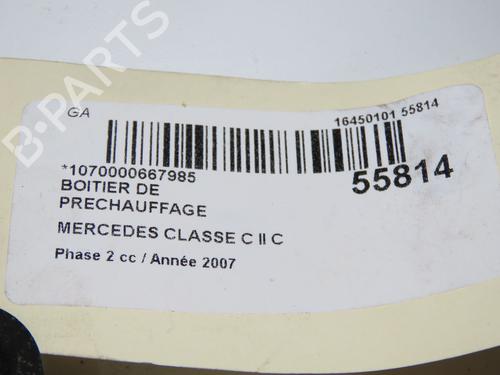 B-PARTS
GA
16450101 55814
*1070000667985
55814
BOITIER DE
PRECHAUFFAGE
MERCEDES CLASSE C II C
Phase 2 cc / Année 2007